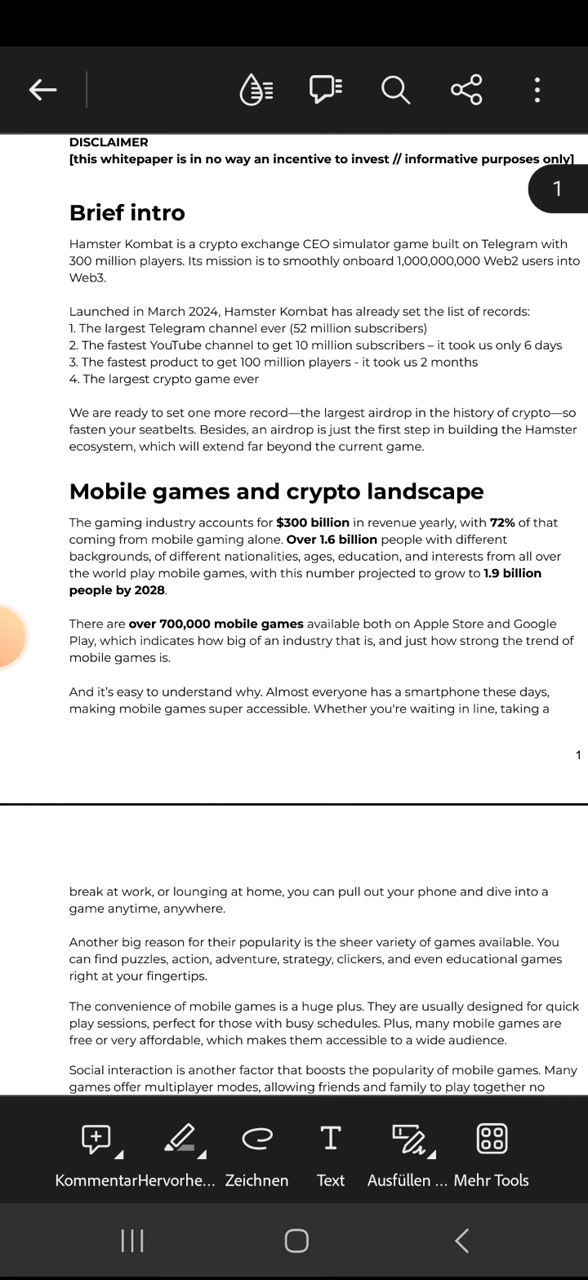 DISCLAIMER
[this whitepaper is in no way an incentive to invest // informative purposes only]
1
Brief intro
Hamster Kombat is a crypto exchange CEO simulator game built on Telegram with
300 million players. Its mission is to smoothly onboard 1,000,000,000 Web2 users into
Web3.
Launched in March 2024, Hamster Kombat has already set the list of records:
1. The largest Telegram channel ever (52 million subscribers)
2. The fastest YouTube channel to get 10 million subscribers – it took us only 6 days
3. The fastest product to get 100 million players - it took us 2 months
4. The largest crypto game ever
We are ready to set one more record—the largest airdrop in the history of crypto—so
fasten your seatbelts. Besides, an airdrop is just the first step in building the Hamster
ecosystem, which will extend far beyond the current game.
Mobile games and crypto landscape
The gaming industry accounts for $300 billion in revenue yearly, with 72% of that
coming from mobile gaming alone. Over 1.6 billion people with different
backgrounds, of different nationalities, ages, education, and interests from all over
the world play mobile games, with this number projected to grow to 1.9 billion
people by 2028.
There are over 700,000 mobile games available both on Apple Store and Google
Play, which indicates how big of an industry that is, and just how strong the trend of
mobile games is.
And it's easy to understand why. Almost everyone has a smartphone these days,
making mobile games super accessible. Whether you're waiting in line, taking a
1
break at work, or lounging at home, you can pull out your phone and dive into a
game anytime, anywhere.
Another big reason for their popularity is the sheer variety of games available. You
can find puzzles, action, adventure, strategy, clickers, and even educational games
right at your fingertips.
The convenience of mobile games is a huge plus. They are usually designed for quick
play sessions, perfect for those with busy schedules. Plus, many mobile games are
free or very affordable, which makes them accessible to a wide audience.
Social interaction is another factor that boosts the popularity of mobile games. Many
games offer multiplayer modes, allowing friends and family to play together no
Kommentar Hervorhe... Zeichnen Text Ausfüllen ... Mehr Tools